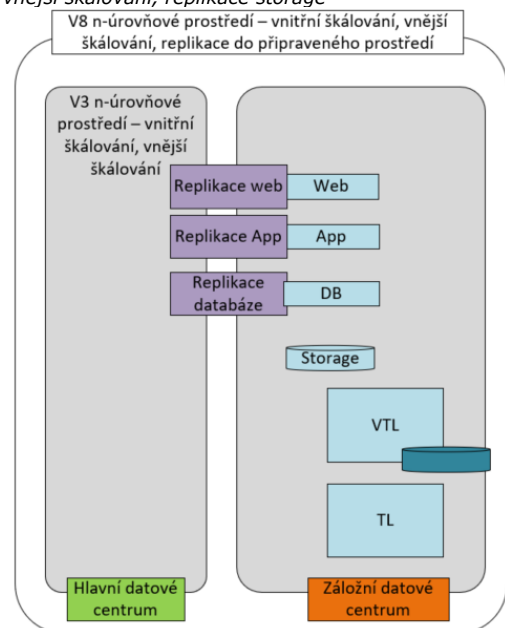 vnější škálování, replikace storage
V8 n-úrovňové prostředí – vnitřní škálování, vnější
škálování, replikace do připraveného prostředí
V3 n-úrovňové
prostředí – vnitřní
škálování, vnější
škálování
Replikace web
Web
Replikace App
App
Replikace
databáze
DB
Storage
VTL
TL
Hlavní datové
centrum
Záložní datové
centrum